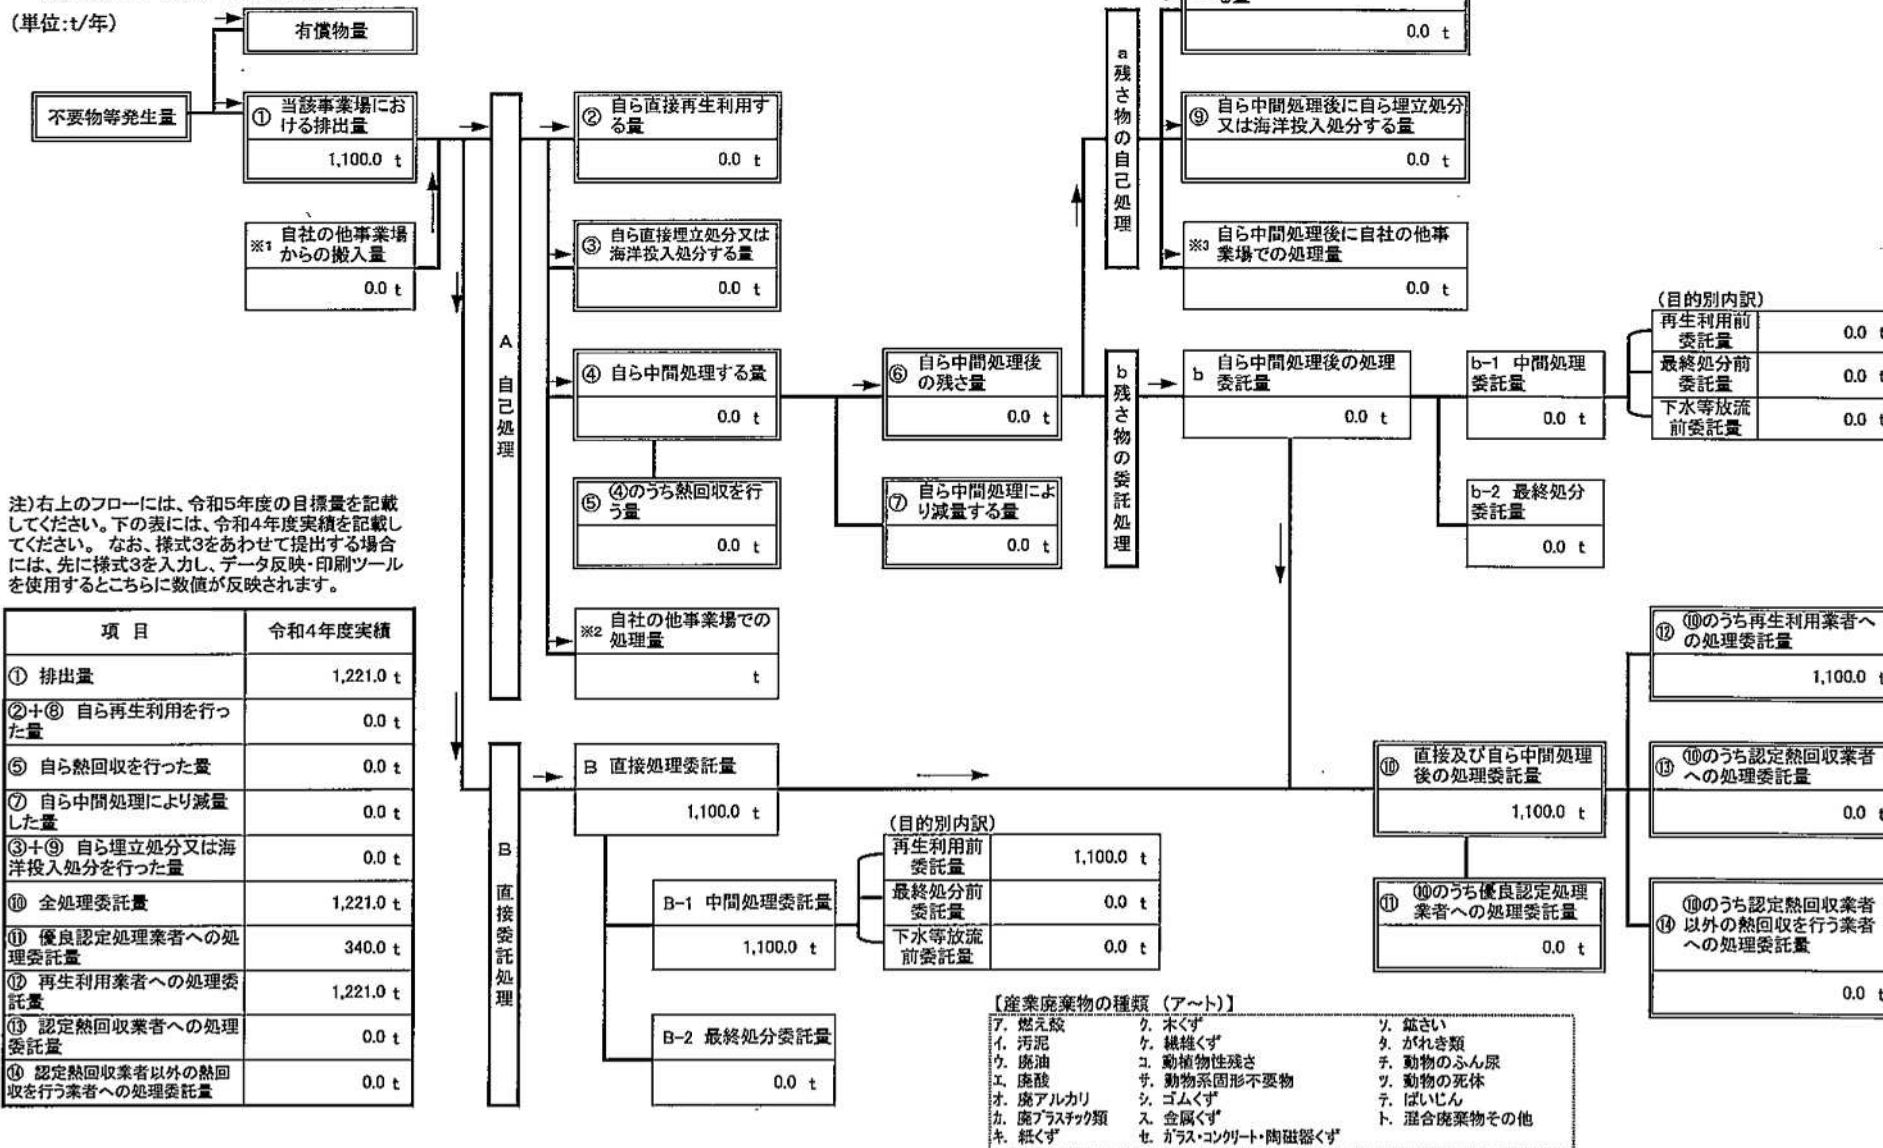 (単位:t/年)
有償物量
不要物等発生量
① 当該事業場にお
ける排出量
1,100.0 t
※1 自社の他事業場
からの搬入量
0.0 t
A 自己処理
② 自ら直接再生利用す
る量
0.0 t
③ 自ら直接埋立処分又は
海洋投入処分する量
0.0 t
④ 自ら中間処理する量
0.0 t
⑤ ④のうち熱回収を行
う量
0.0 t
※2 自社の他事業場での
処理量
t
⑥ 自ら中間処理後
の残さ量
0.0 t
⑦ 自ら中間処理によ
り減量する量
0.0 t
a 残さ物の自己処理
0.0 t
⑨ 自ら中間処理後に自ら埋立処分
又は海洋投入処分する量
0.0 t
※3 自ら中間処理後に自社の他事
業場での処理量
0.0 t
b 残さ物の委託処理
b 自ら中間処理後の処理
委託量
0.0 t
b-1 中間処理
委託量
0.0 t
b-2 最終処分
委託量
0.0 t
(目的別内訳)
再生利用前
委託量
0.0 t
最終処分前
委託量
0.0 t
下水等放流
前委託量
0.0 t
注)右上のフローには、令和5年度の目標量を記載
してください。下の表には、令和4年度実績を記載し
てください。 なお、様式3をあわせて提出する場合
には、先に様式3を入力し、データ反映・印刷ツール
を使用するとこちらに数値が反映されます。
項 目 令和4年度実績
① 排出量 1,221.0 t
②+⑧ 自ら再生利用を行っ
た量 0.0 t
⑤ 自ら熱回収を行った量 0.0 t
⑦ 自ら中間処理により減量
した量 0.0 t
③+⑨ 自ら埋立処分又は海
洋投入処分を行った量 0.0 t
⑩ 全処理委託量 1,221.0 t
⑪ 優良認定処理業者への処
理委託量 340.0 t
⑫ 再生利用業者への処理委
託量 1,221.0 t
⑬ 認定熱回収業者への処理
委託量 0.0 t
⑭ 認定熱回収業者以外の熱回
収を行う業者への処理委託量 0.0 t
B 直接委託処理
B 直接処理委託量
1,100.0 t
B-1 中間処理委託量
1,100.0 t
B-2 最終処分委託量
0.0 t
(目的別内訳)
再生利用前
委託量
1,100.0 t
最終処分前
委託量
0.0 t
下水等放流
前委託量
0.0 t
⑩ 直接及び自ら中間処理
後の処理委託量
1,100.0 t
⑪ ⑩のうち優良認定処理
業者への処理委託量
0.0 t
⑫ ⑩のうち再生利用業者へ
の処理委託量
1,100.0 t
⑬ ⑩のうち認定熱回収業者
への処理委託量
0.0 t
⑭ ⑩のうち認定熱回収業者
以外の熱回収を行う業者
への処理委託量
0.0 t
【産業廃棄物の種類 (ア~ト)】
ア. 燃え殻 ク. 木くず ソ. 鉱さい
イ. 汚泥 ケ. 繊維くず タ. がれき類
ウ. 廃油 コ. 動植物性残さ チ. 動物のふん尿
エ. 廃酸 サ. 動物系固形不要物 ツ. 動物の死体
オ. 廃アルカリ シ. ゴムくず テ. ばいじん
カ. 廃プラスチック類 ス. 金属くず ト. 混合廃棄物その他
キ. 紙くず セ. ガラス・コンクリート・陶磁器くず